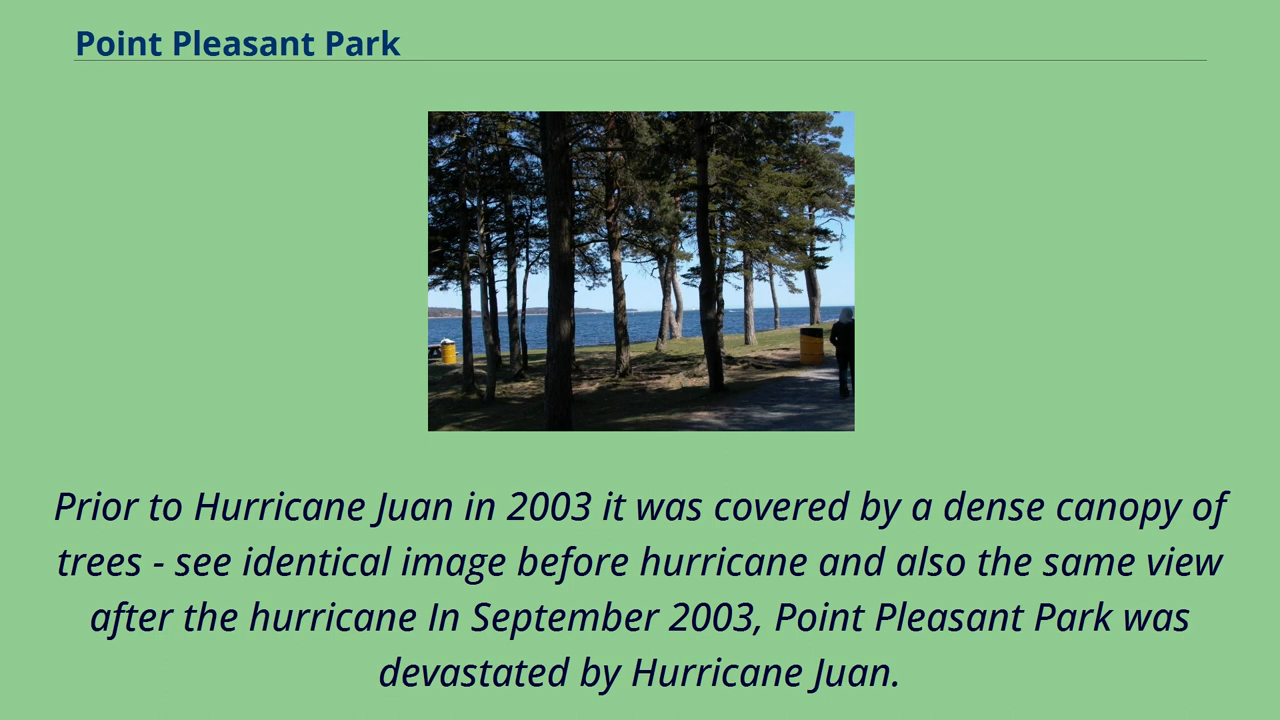 Point Pleasant Park
Prior to Hurricane Juan in 2003 it was covered by a dense canopy of
trees - see identical image before hurricane and also the same view
after the hurricane In September 2003, Point Pleasant Park was
devastated by Hurricane Juan.